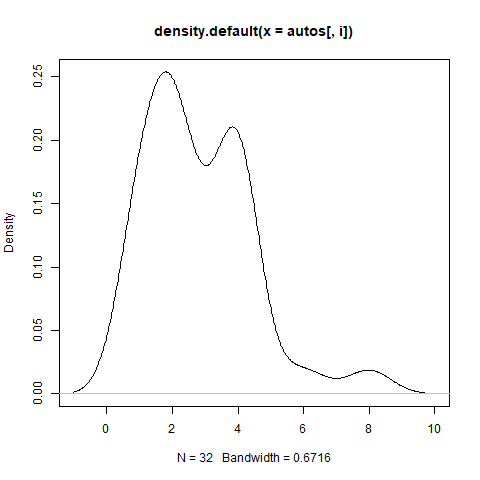 density.default(x = autos[, i])
Density
0.25
0.20
0.15
0.10
0.05
0.00
0 2 4 6 8 10
N = 32 Bandwidth = 0.6716